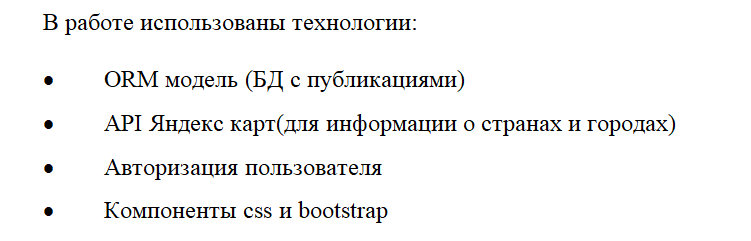 В работе использованы технологии:
• ORM модель (БД с публикациями)
• API Яндекс карт(для информации о странах и городах)
• Авторизация пользователя
• Компоненты css и bootstrap